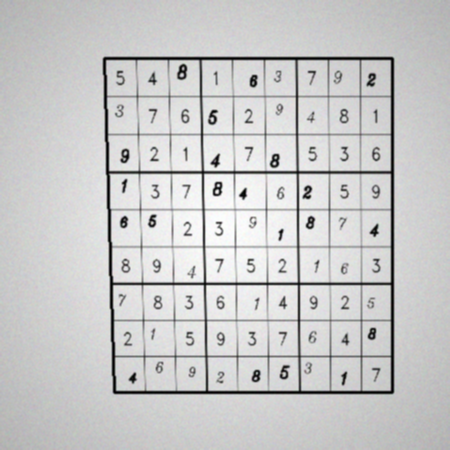 5 4 8 1 6 3 7 9 2
3 7 6 5 2 9 4 8 1
9 2 1 4 7 8 5 3 6
1 3 7 8 4 6 2 5 9
6 5 2 3 9 1 8 7 4
8 9 4 7 5 2 1 6 3
7 8 3 6 1 4 9 2 5
2 1 5 9 3 7 6 4 8
4 6 9 2 8 5 3 1 7